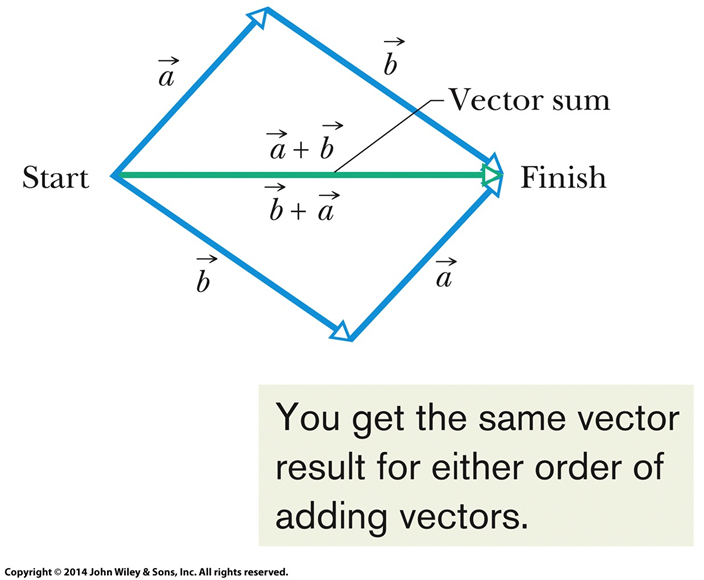 a⃗
b⃗
Vector sum
a⃗ + b⃗
Start
Finish
b⃗ + a⃗
b⃗
a⃗
You get the same vector
result for either order of
adding vectors.
Copyright © 2014 John Wiley & Sons, Inc. All rights reserved.